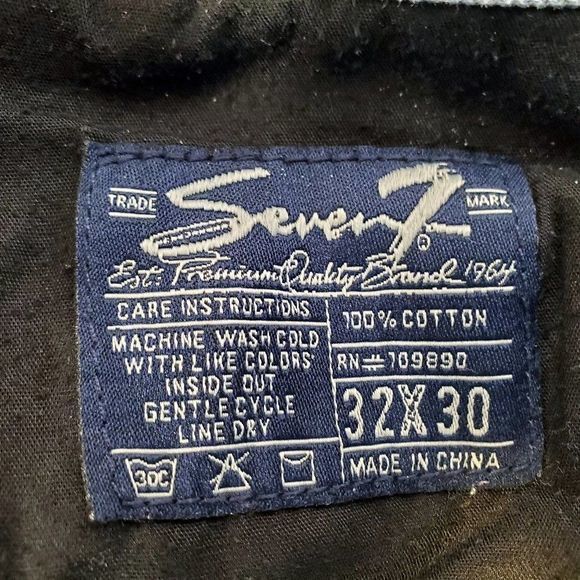 TRADE Seven7 MARK
®
Est: Premium Quality Brand 1964
CARE INSTRUCTIONS
MACHINE WASH COLD
WITH LIKE COLORS
INSIDE OUT
GENTLE CYCLE
LINE DRY
30C
100% COTTON
RN#109890
32X30
MADE IN CHINA